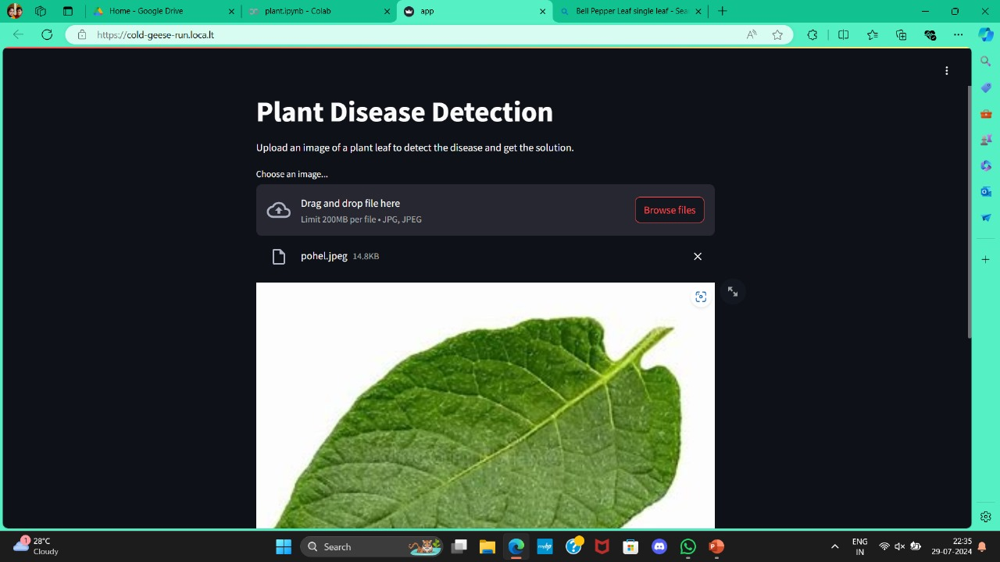 Home - Google Drive
plant.ipynb - Colab
app
Bell Pepper Leaf single leaf - Sea
https://cold-geese-run.loca.lt
Plant Disease Detection
Upload an image of a plant leaf to detect the disease and get the solution.
Choose an image...
Drag and drop file here
Limit 200MB per file • JPG, JPEG
Browse files
pohel.jpeg 14.8KB
1
28°C
Cloudy
Search
ENG
IN
22:35
29-07-2024